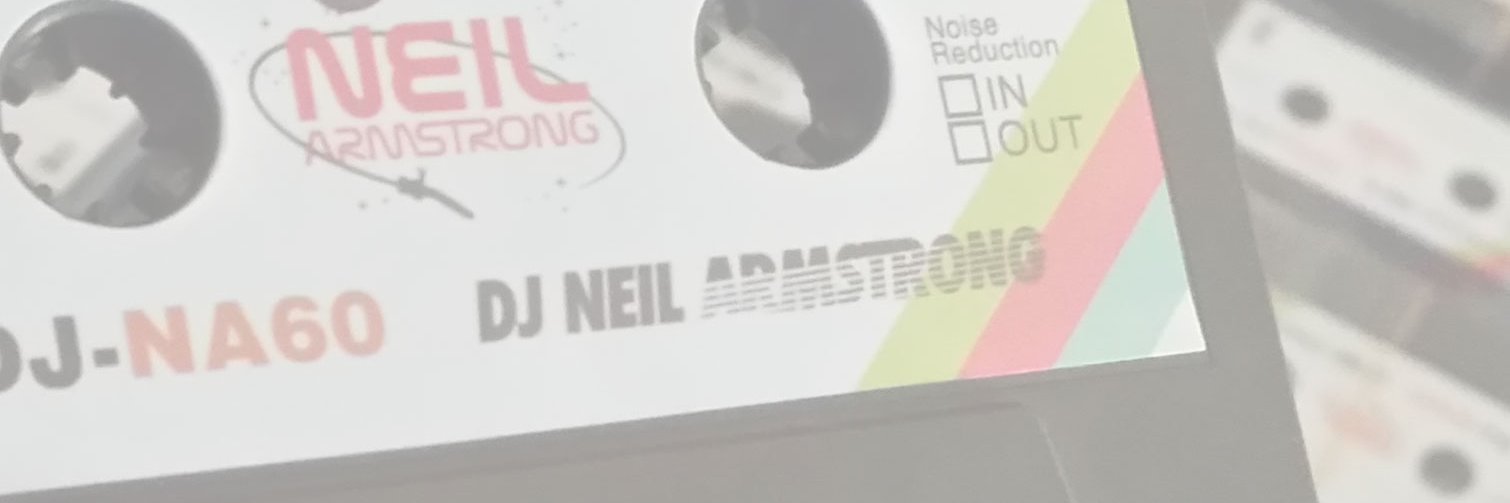 NEIL
ARMSTRONG
Noise
Reduction
IN
OUT
DJ-NA60
DJ NEIL ARMSTRONG